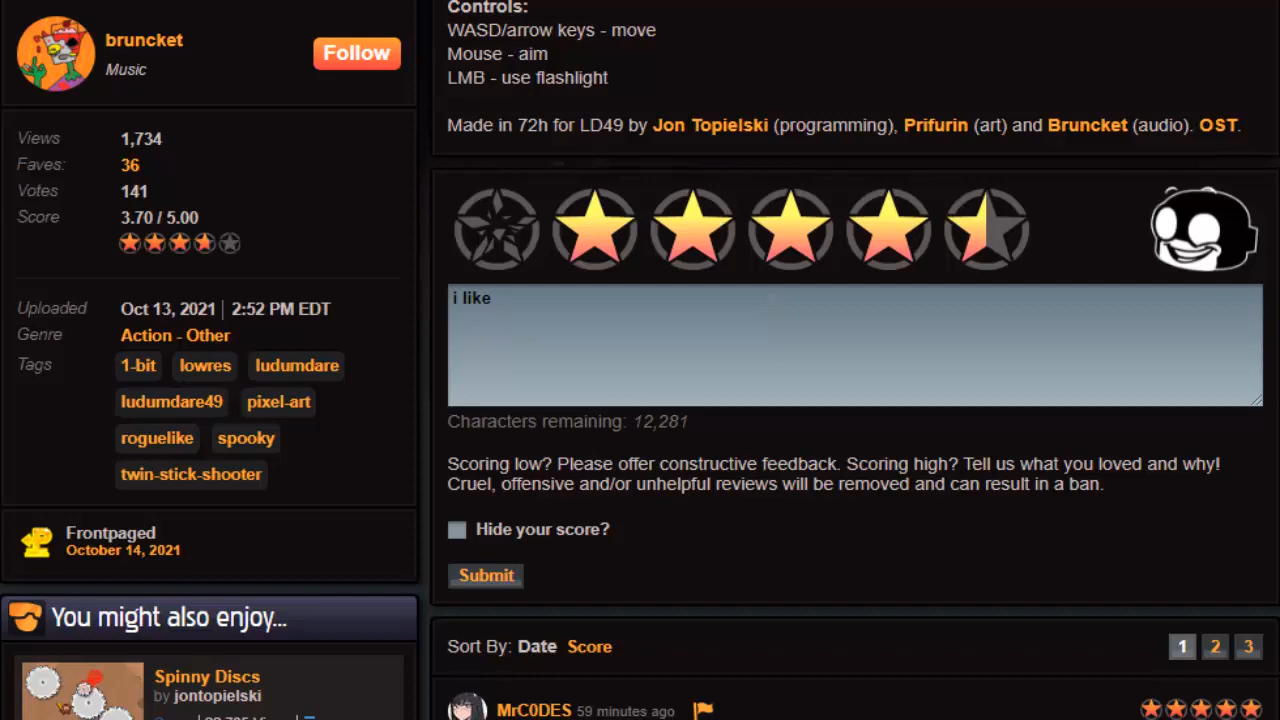 bruncket
Music
Follow
Views 1,734
Faves: 36
Votes 141
Score 3.70 / 5.00
Uploaded Oct 13, 2021 | 2:52 PM EDT
Genre Action - Other
Tags 1-bit lowres ludumdare
ludumdare49 pixel-art
roguelike spooky
twin-stick-shooter
Frontpaged
October 14, 2021
You might also enjoy...
Spinny Discs
by jontopielski
Controls:
WASD/arrow keys - move
Mouse - aim
LMB - use flashlight
Made in 72h for LD49 by Jon Topielski (programming), Prifurin (art) and Bruncket (audio). OST.
i like
Characters remaining: 12,281
Scoring low? Please offer constructive feedback. Scoring high? Tell us what you loved and why!
Cruel, offensive and/or unhelpful reviews will be removed and can result in a ban.
Hide your score?
Submit
Sort By: Date Score
1 2 3
MrC0DES 59 minutes ago